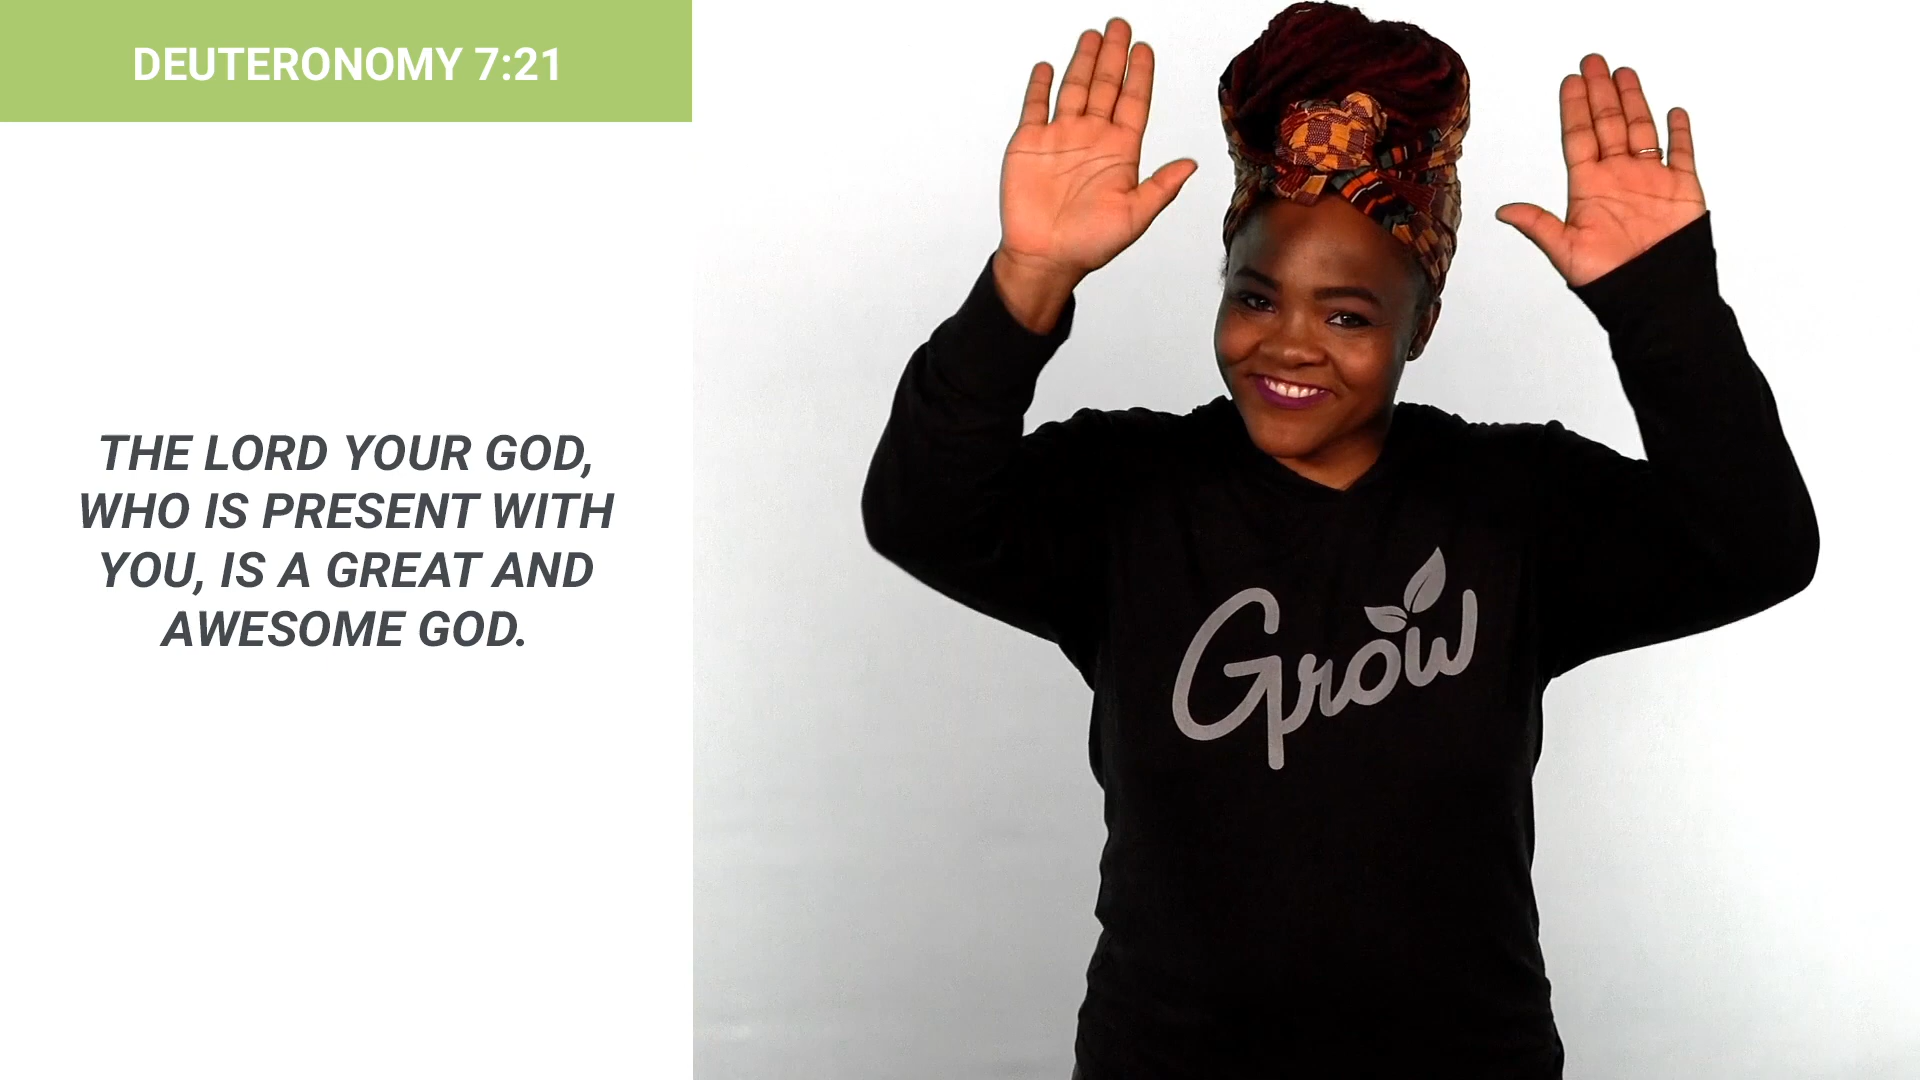 DEUTERONOMY 7:21
THE LORD YOUR GOD,
WHO IS PRESENT WITH
YOU, IS A GREAT AND
AWESOME GOD.
Grow